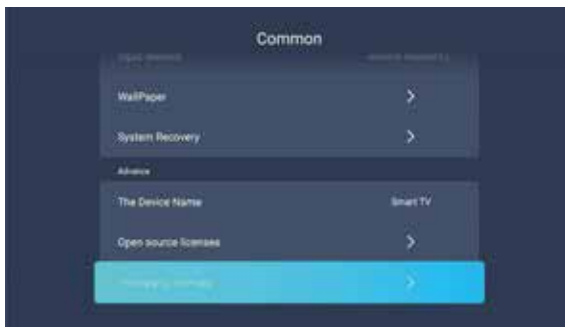 Common
WallPaper
System Recovery
Advance
The Device Name
Smart TV
Open source licenses